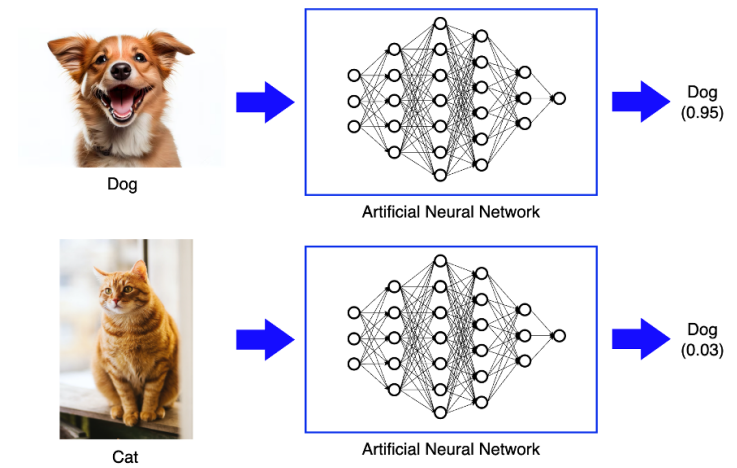 Dog
Artificial Neural Network
Dog
(0.95)
Cat
Artificial Neural Network
Dog
(0.03)